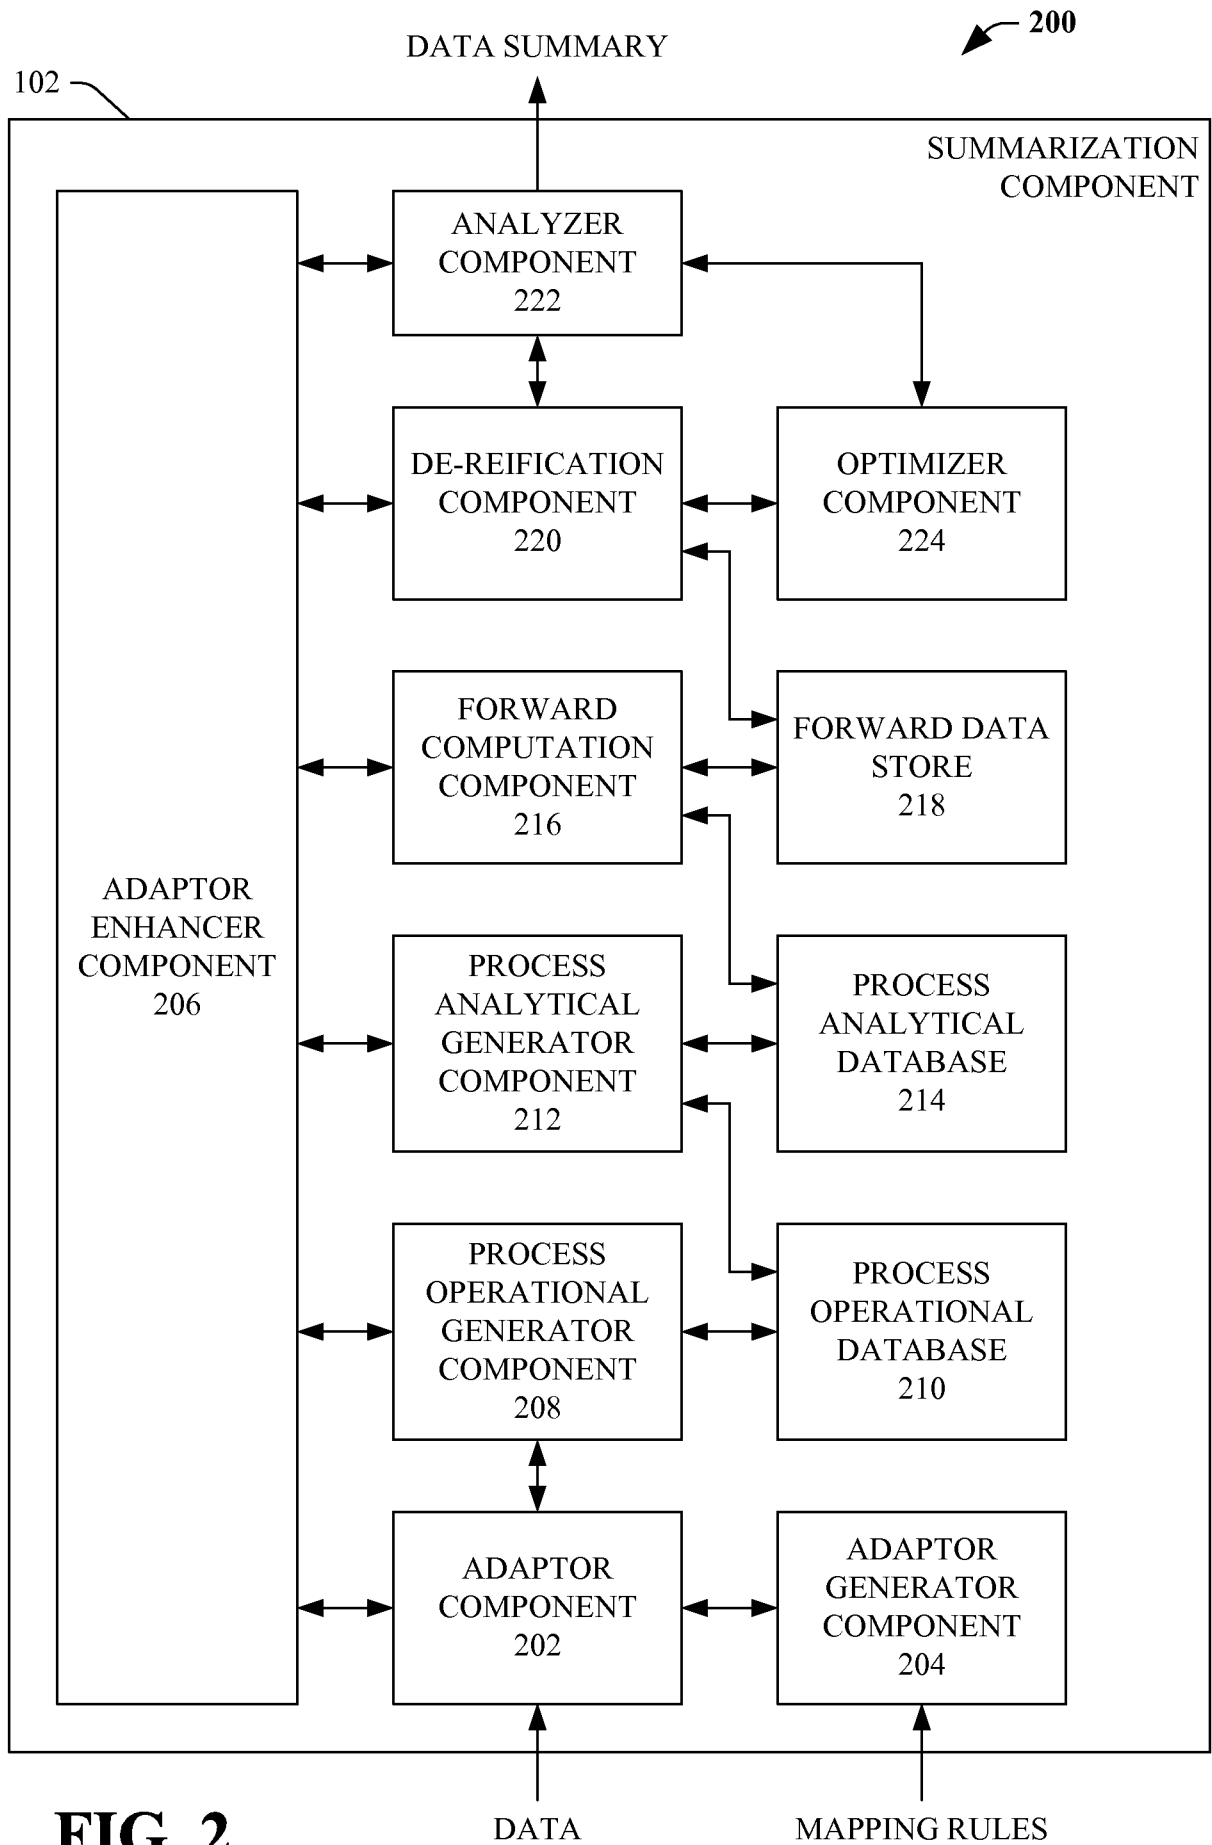 200
DATA SUMMARY
102
SUMMARIZATION
COMPONENT
ANALYZER
COMPONENT
222
DE-REIFICATION
COMPONENT
220
OPTIMIZER
COMPONENT
224
FORWARD
COMPUTATION
COMPONENT
216
FORWARD DATA
STORE
218
ADAPTOR
ENHANCER
COMPONENT
206
PROCESS
ANALYTICAL
GENERATOR
COMPONENT
212
PROCESS
ANALYTICAL
DATABASE
214
PROCESS
OPERATIONAL
GENERATOR
COMPONENT
208
PROCESS
OPERATIONAL
DATABASE
210
ADAPTOR
COMPONENT
202
ADAPTOR
GENERATOR
COMPONENT
204
FIG. 2
DATA
MAPPING RULES